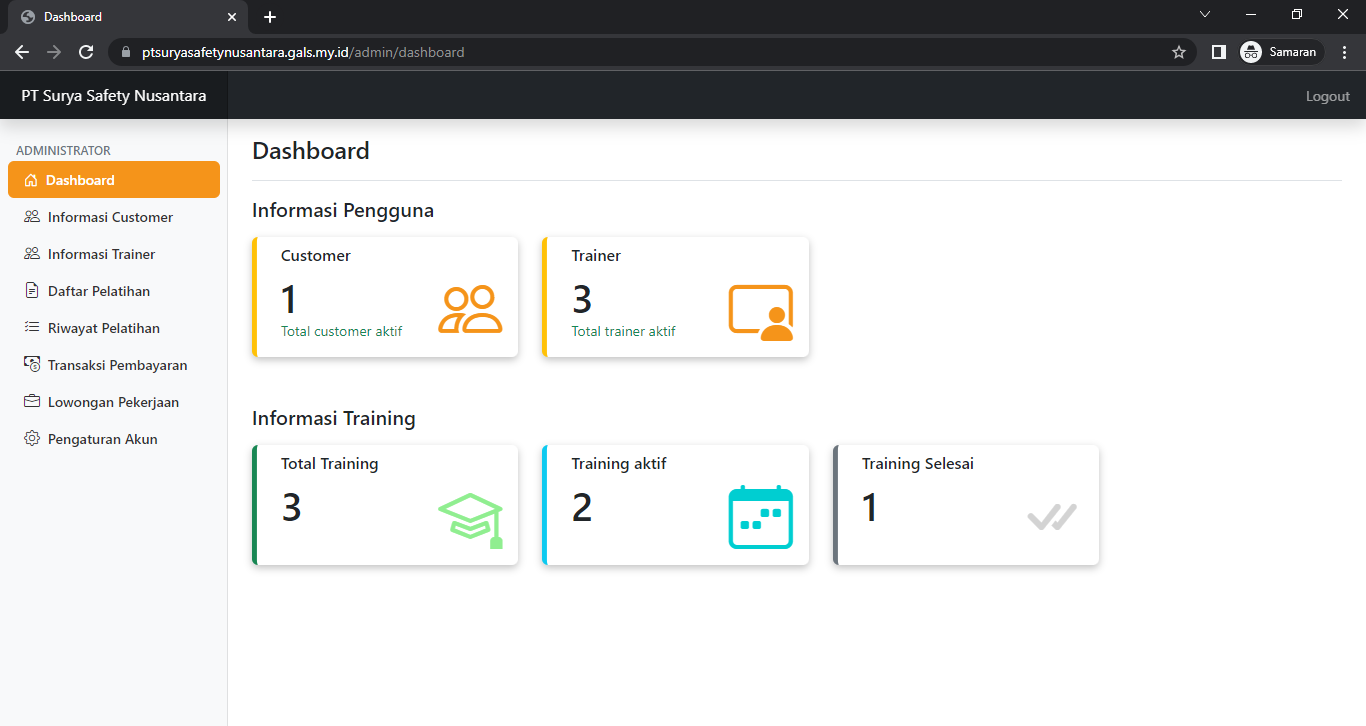 Dashboard
ptsuryasafetynusantara.gals.my.id/admin/dashboard
Samaran
PT Surya Safety Nusantara
Logout
ADMINISTRATOR
Dashboard
Informasi Customer
Informasi Trainer
Daftar Pelatihan
Riwayat Pelatihan
Transaksi Pembayaran
Lowongan Pekerjaan
Pengaturan Akun
Dashboard
Informasi Pengguna
Customer
1
Total customer aktif
Trainer
3
Total trainer aktif
Informasi Training
Total Training
3
Training aktif
2
Training Selesai
1